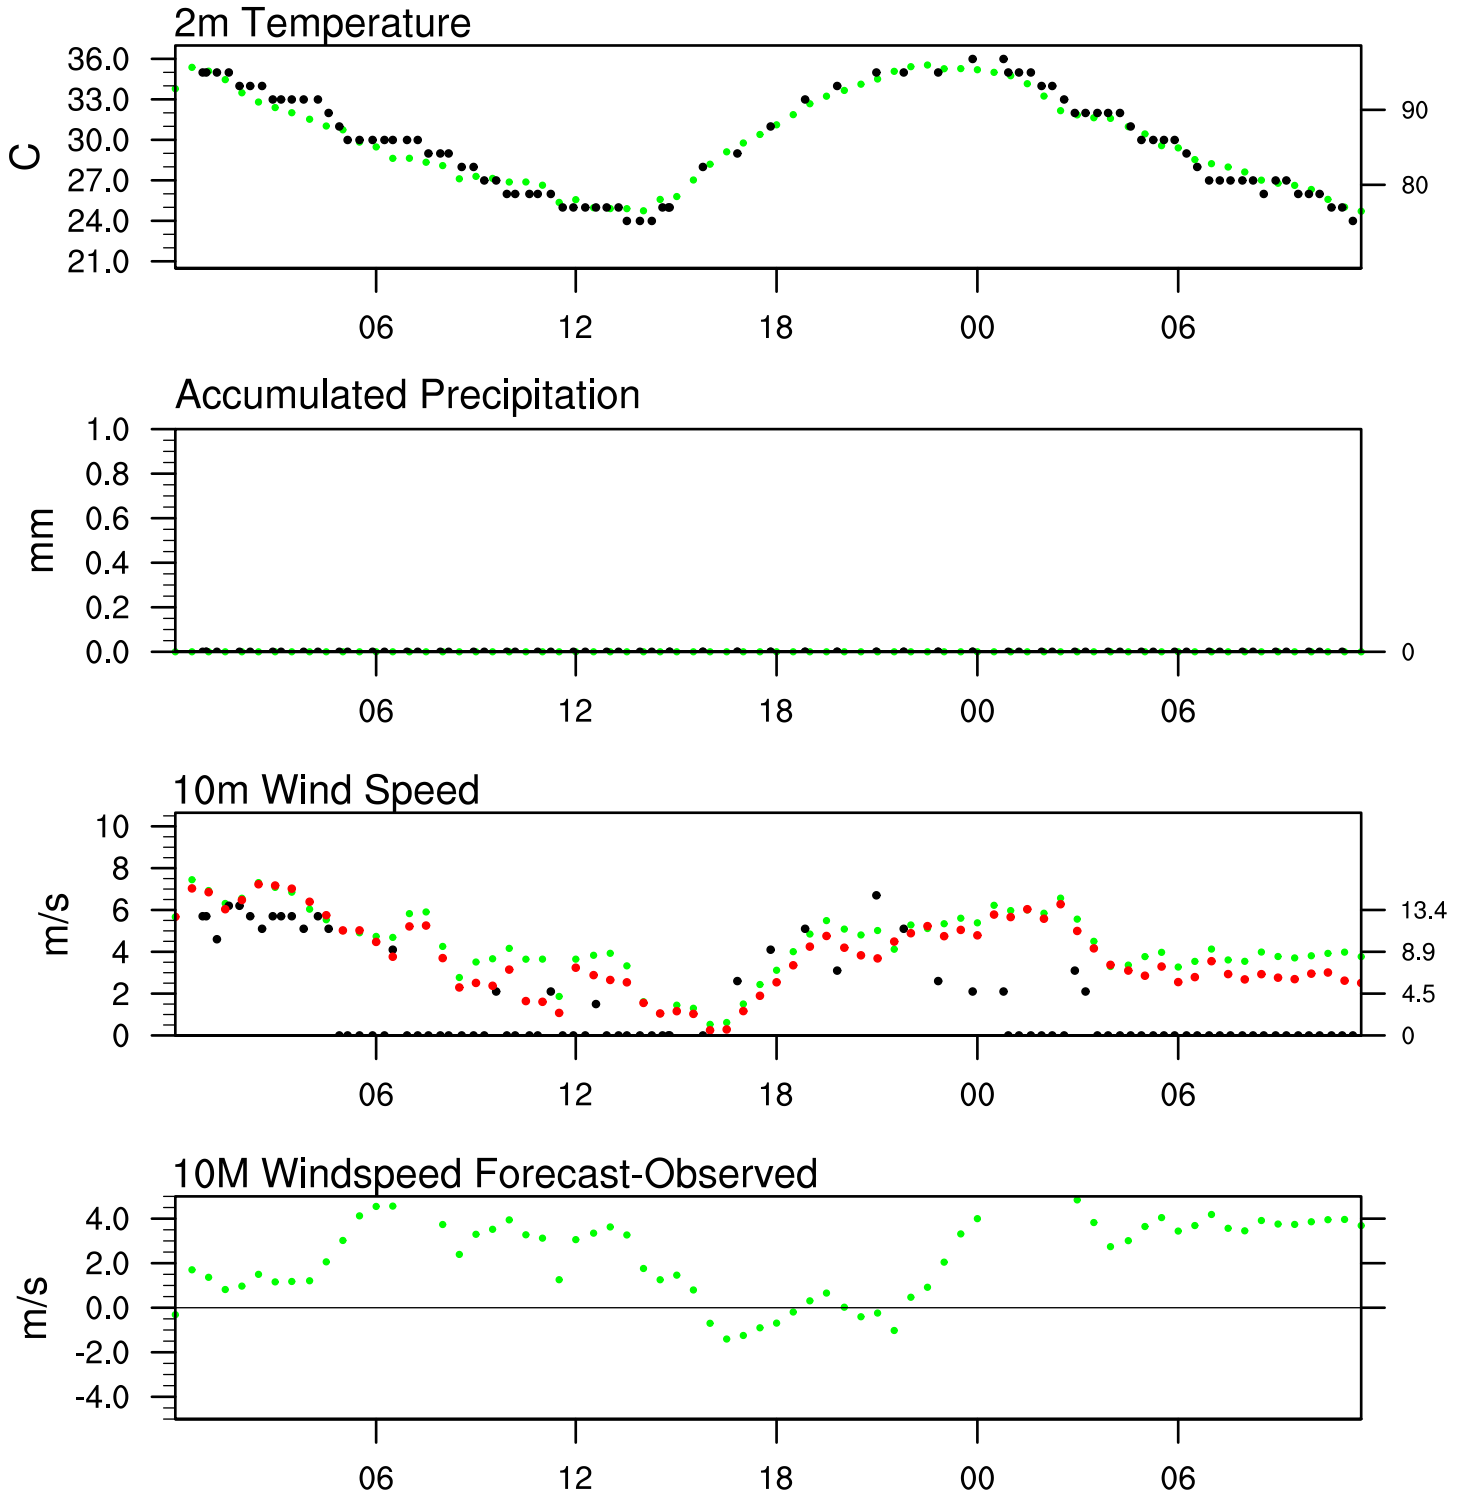 2m Temperature
36.0
33.0
90
30.0
C
27.0
80
24.0
21.0
06 12 18 00 06
Accumulated Precipitation
1.0
0.8
0.6
mm
0.4
0.2
0.0 0
06 12 18 00 06
10m Wind Speed
10
8
6 13.4
m/s
4 8.9
2 4.5
0 0
06 12 18 00 06
10M Windspeed Forecast-Observed
4.0
2.0
0.0
m/s
-2.0
-4.0
06 12 18 00 06